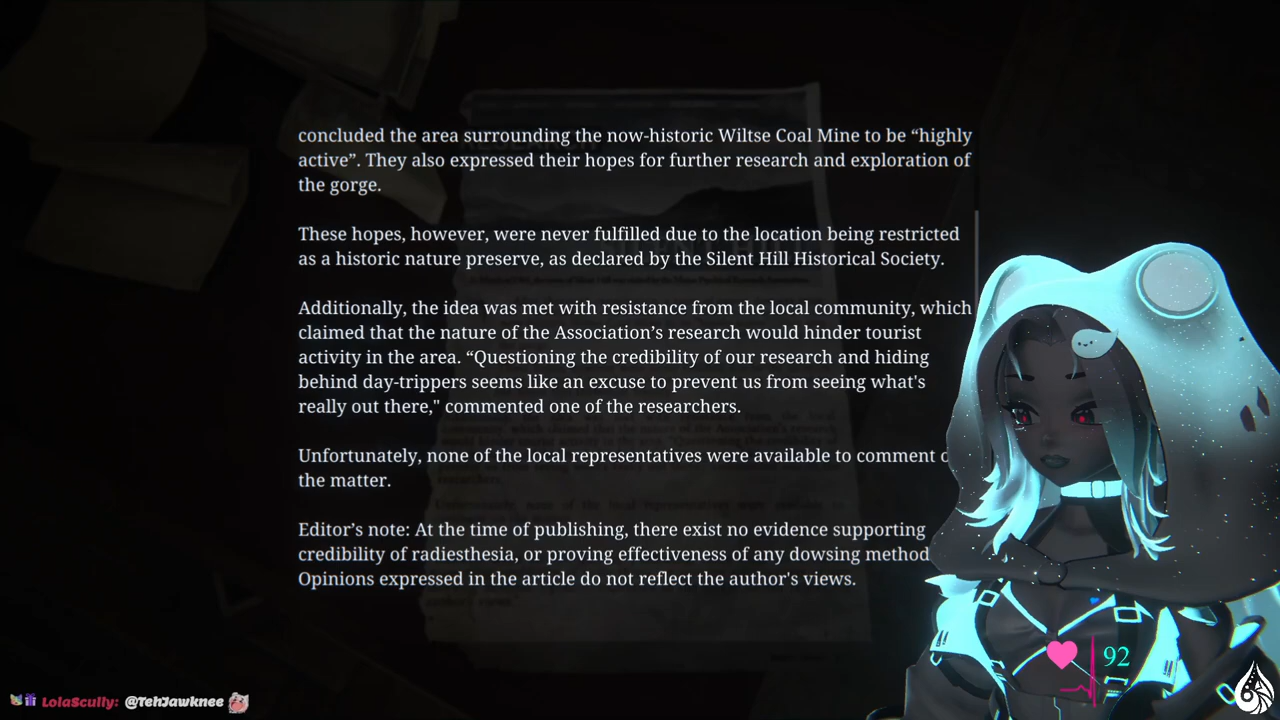 concluded the area surrounding the now-historic Wiltse Coal Mine to be “highly
active”. They also expressed their hopes for further research and exploration of
the gorge.
These hopes, however, were never fulfilled due to the location being restricted
as a historic nature preserve, as declared by the Silent Hill Historical Society.
Additionally, the idea was met with resistance from the local community, which
claimed that the nature of the Association’s research would hinder tourist
activity in the area. “Questioning the credibility of our research and hiding
behind day-trippers seems like an excuse to prevent us from seeing what's
really out there," commented one of the researchers.
Unfortunately, none of the local representatives were available to comment
the matter.
Editor’s note: At the time of publishing, there exist no evidence supporting
credibility of radiesthesia, or proving effectiveness of any dowsing method
Opinions expressed in the article do not reflect the author's views.
92
LolaScully: @TehJawknee